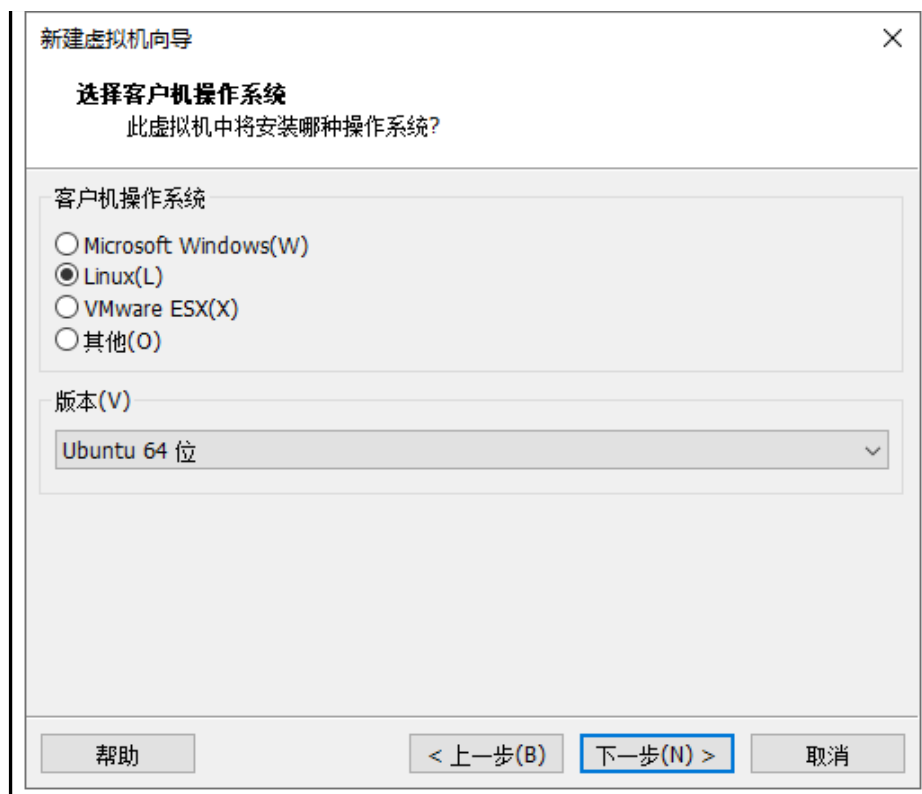 新建虚拟机向导
选择客户机操作系统
此虚拟机中将安装哪种操作系统?
客户机操作系统
Microsoft Windows(W)
Linux(L)
VMware ESX(X)
其他(O)
版本(V)
Ubuntu 64 位
帮助 < 上一步(B) 下一步(N) > 取消